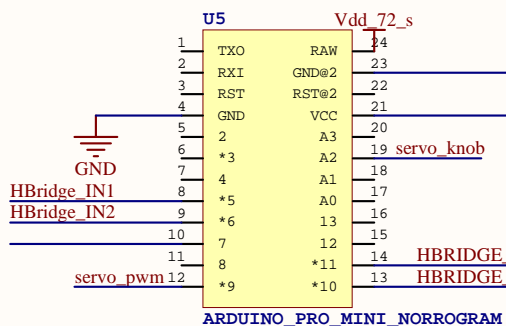 U5
Vdd_72_s
1 TXO RAW 24
2 RXI GND@2 23
3 RST RST@2 22
4 GND VCC 21
5 2 A3 20
6 *3 A2 19 servo_knob
GND
7 4 A1 18
HBridge_IN1 8 *5 A0 17
HBridge_IN2 9 *6 13 16
10 7 12 15
11 8 *11 14 HBRIDGE_
servo_pwm 12 *9 *10 13 HBRIDGE_
ARDUINO_PRO_MINI_NORROGRAM